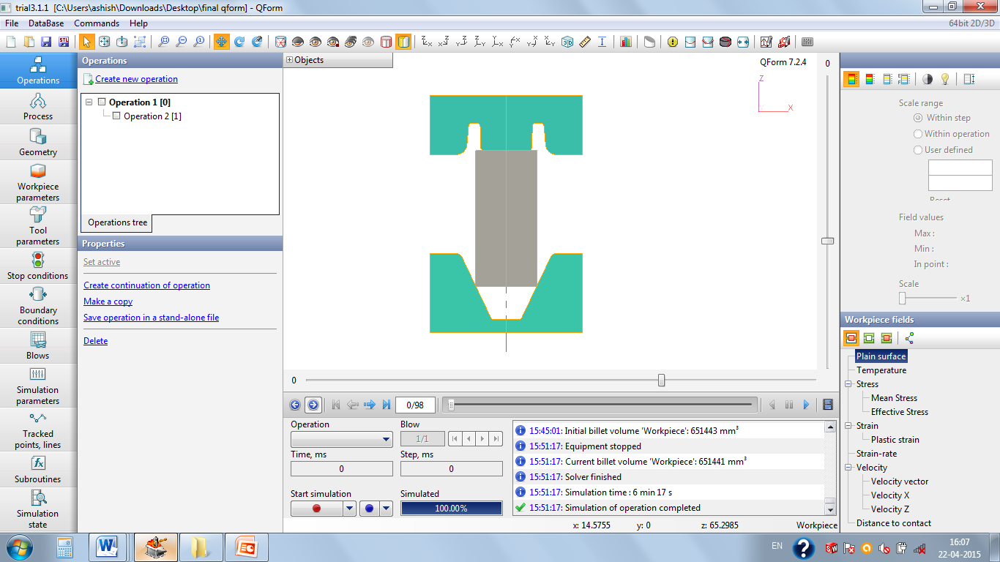 trial3.1.1 [C:\Users\ashish\Downloads\Desktop\final qform] - QForm
File DataBase Commands Help
64bit 2D/3D
STL
Operations
Process
Geometry
Workpiece
parameters
Tool
parameters
Stop conditions
Boundary
conditions
Blows
Simulation
parameters
Tracked
points, lines
Subroutines
Simulation
state
Operations
Create new operation
Operation 1 [0]
Operation 2 [1]
Operations tree
Properties
Set active
Create continuation of operation
Make a copy
Save operation in a stand-alone file
Delete
Objects
QForm 7.2.4
Z
X
0
0
0/98
Operation
Blow
1/1
Time, ms
Step, ms
0
0
Start simulation
Simulated
100.00%
15:45:01: Initial billet volume 'Workpiece': 651443 mm³
15:51:17: Equipment stopped
15:51:17: Current billet volume 'Workpiece': 651441 mm³
15:51:17: Solver finished
15:51:17: Simulation time : 6 min 17 s
15:51:17: Simulation of operation completed
x: 14.5755 y: 0 z: 65.2985 Workpiece
Scale range
Within step
Within operation
User defined
Reset
Field values
Max :
Min :
In point :
Scale
×1
Workpiece fields
Plain surface
Temperature
Stress
Mean Stress
Effective Stress
Strain
Plastic strain
Strain-rate
Velocity
Velocity vector
Velocity X
Velocity Z
Distance to contact
EN
16:07
22-04-2015